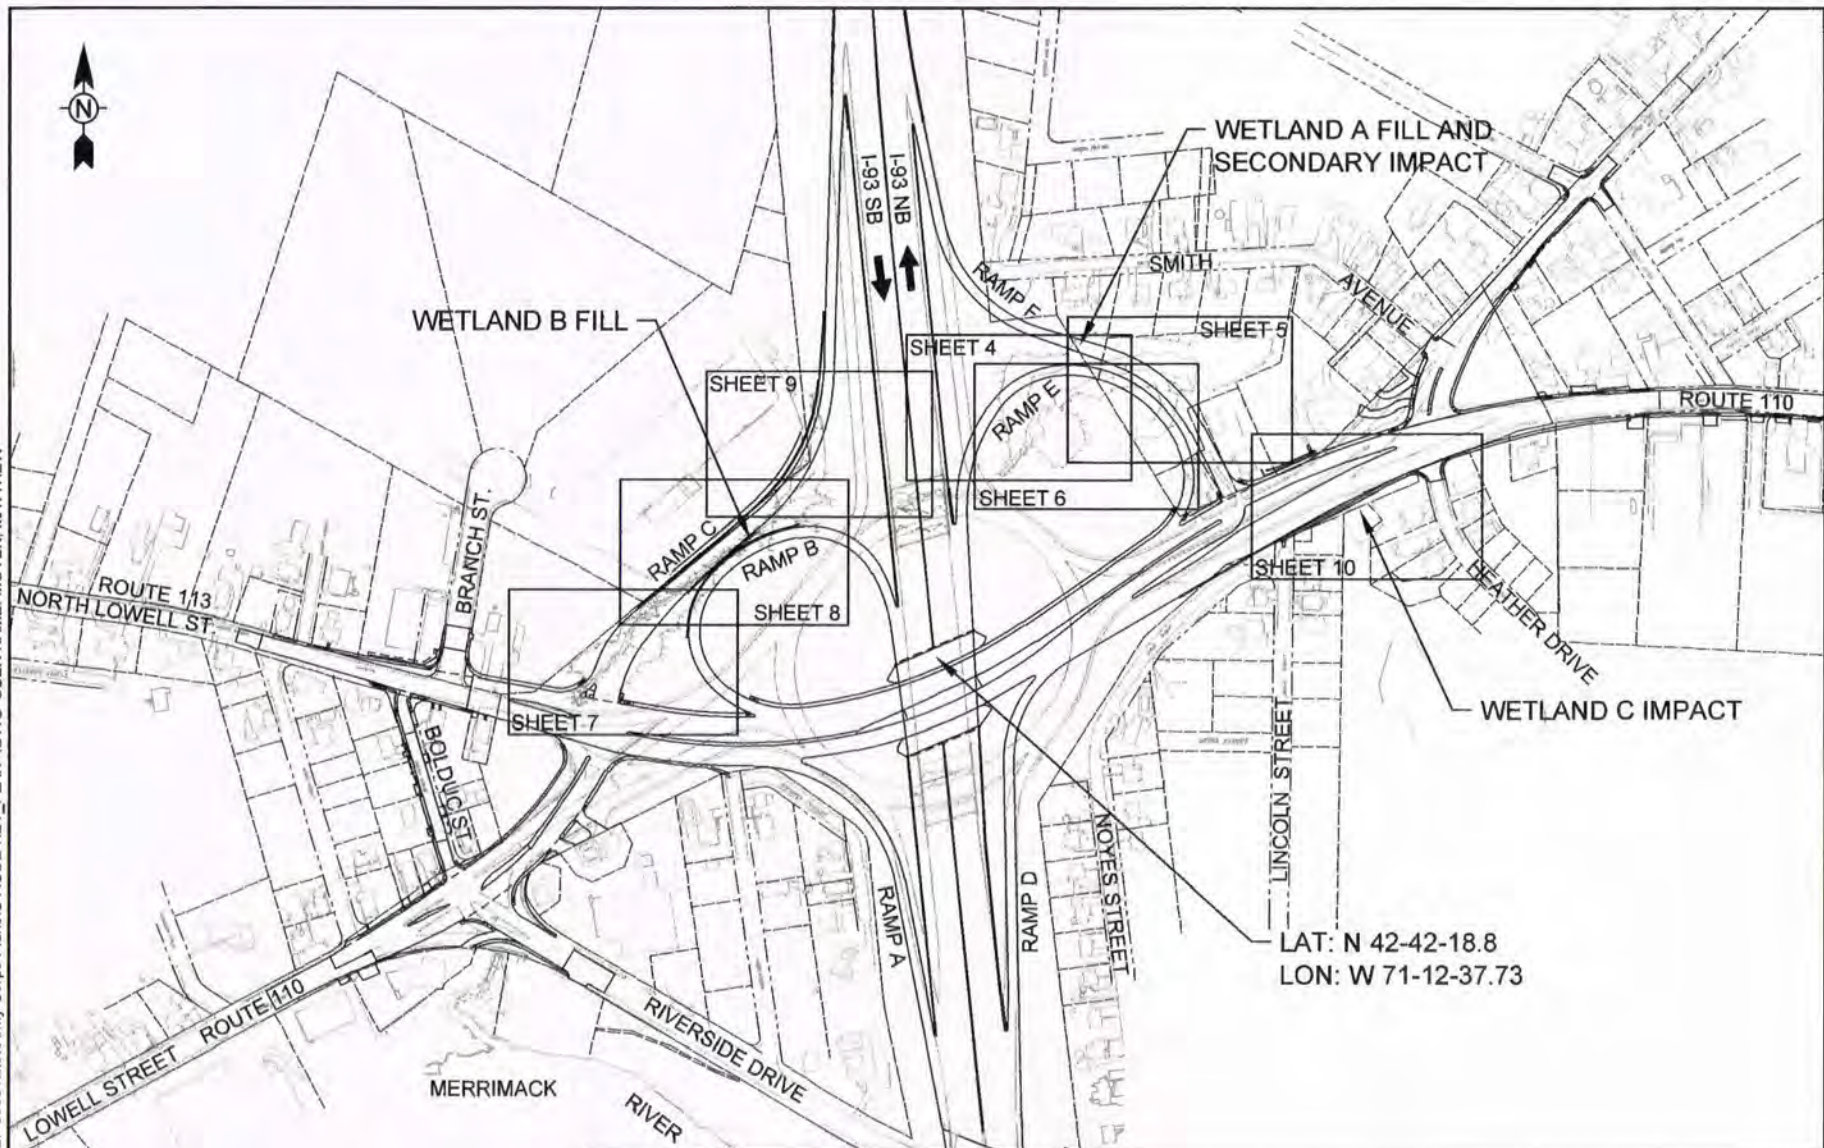 N
I-93 SB
I-93 NB
WETLAND A FILL AND
SECONDARY IMPACT
RAMP F
SMITH
AVENUE
WETLAND B FILL
SHEET 5
SHEET 4
SHEET 9
RAMP E
ROUTE 110
SHEET 6
BRANCH ST.
RAMP C
RAMP B
SHEET 10
HEATHER DRIVE
ROUTE 113
NORTH LOWELL ST.
SHEET 8
SHEET 7
WETLAND C IMPACT
BOLDUC ST.
LINCOLN STREET
NOYES STREET
RAMP A
RAMP D
LAT: N 42-42-18.8
LON: W 71-12-37.73
LOWELL STREET ROUTE 110
RIVERSIDE DRIVE
MERRIMACK
RIVER